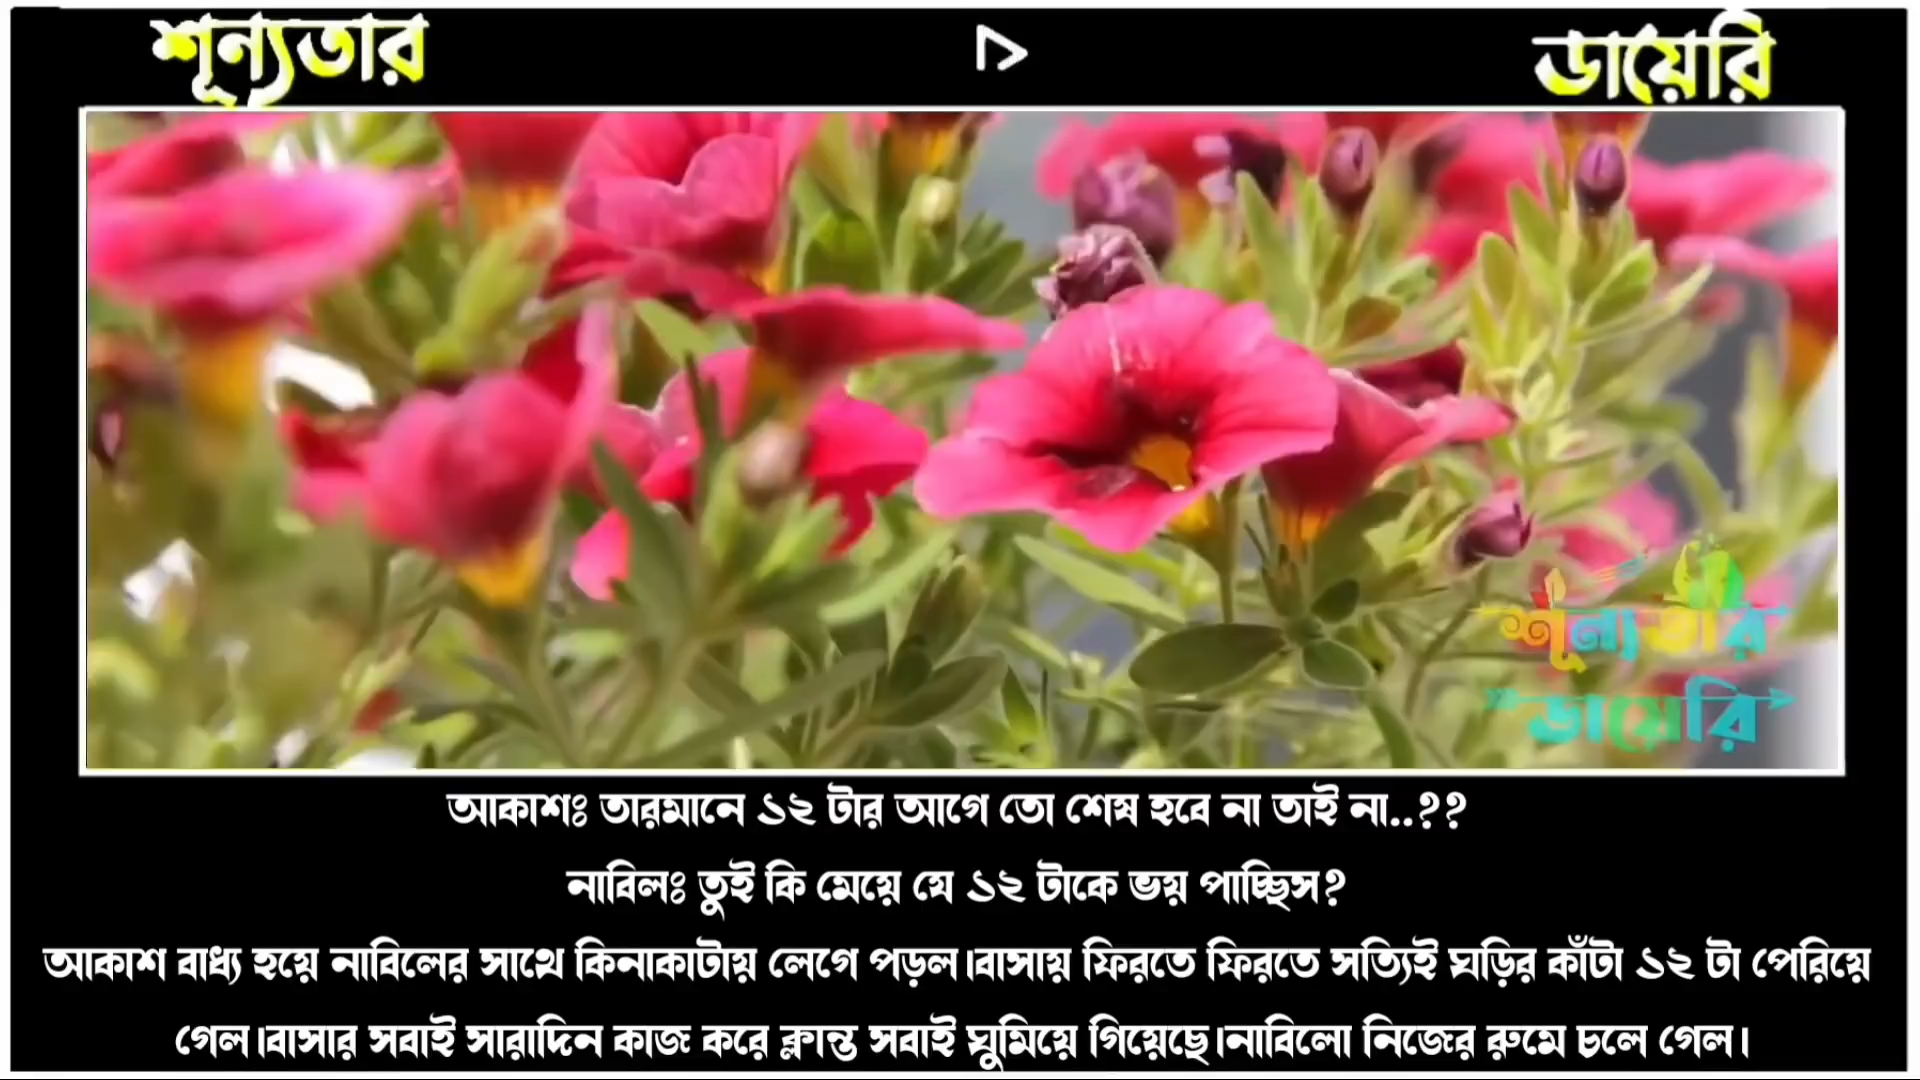 শূন্যতার
ডায়েরি
শূন্যতার
ডায়েরি
আকাশঃ তারমানে ১২ টার আগে তো শেষ হবে না তাই না..??
নাবিলঃ তুই কি মেয়ে যে ১২ টাকে ভয় পাচ্ছিস?
আকাশ বাধ্য হয়ে নাবিলের সাথে কিনাকাটায় লেগে পড়ল।বাসায় ফিরতে ফিরতে সত্যিই ঘড়ির কাঁটা ১২ টা পেরিয়ে
গেল।বাসার সবাই সারাদিন কাজ করে ক্লান্ত সবাই ঘুমিয়ে গিয়েছে।নাবিলো নিজের রুমে চলে গেল।